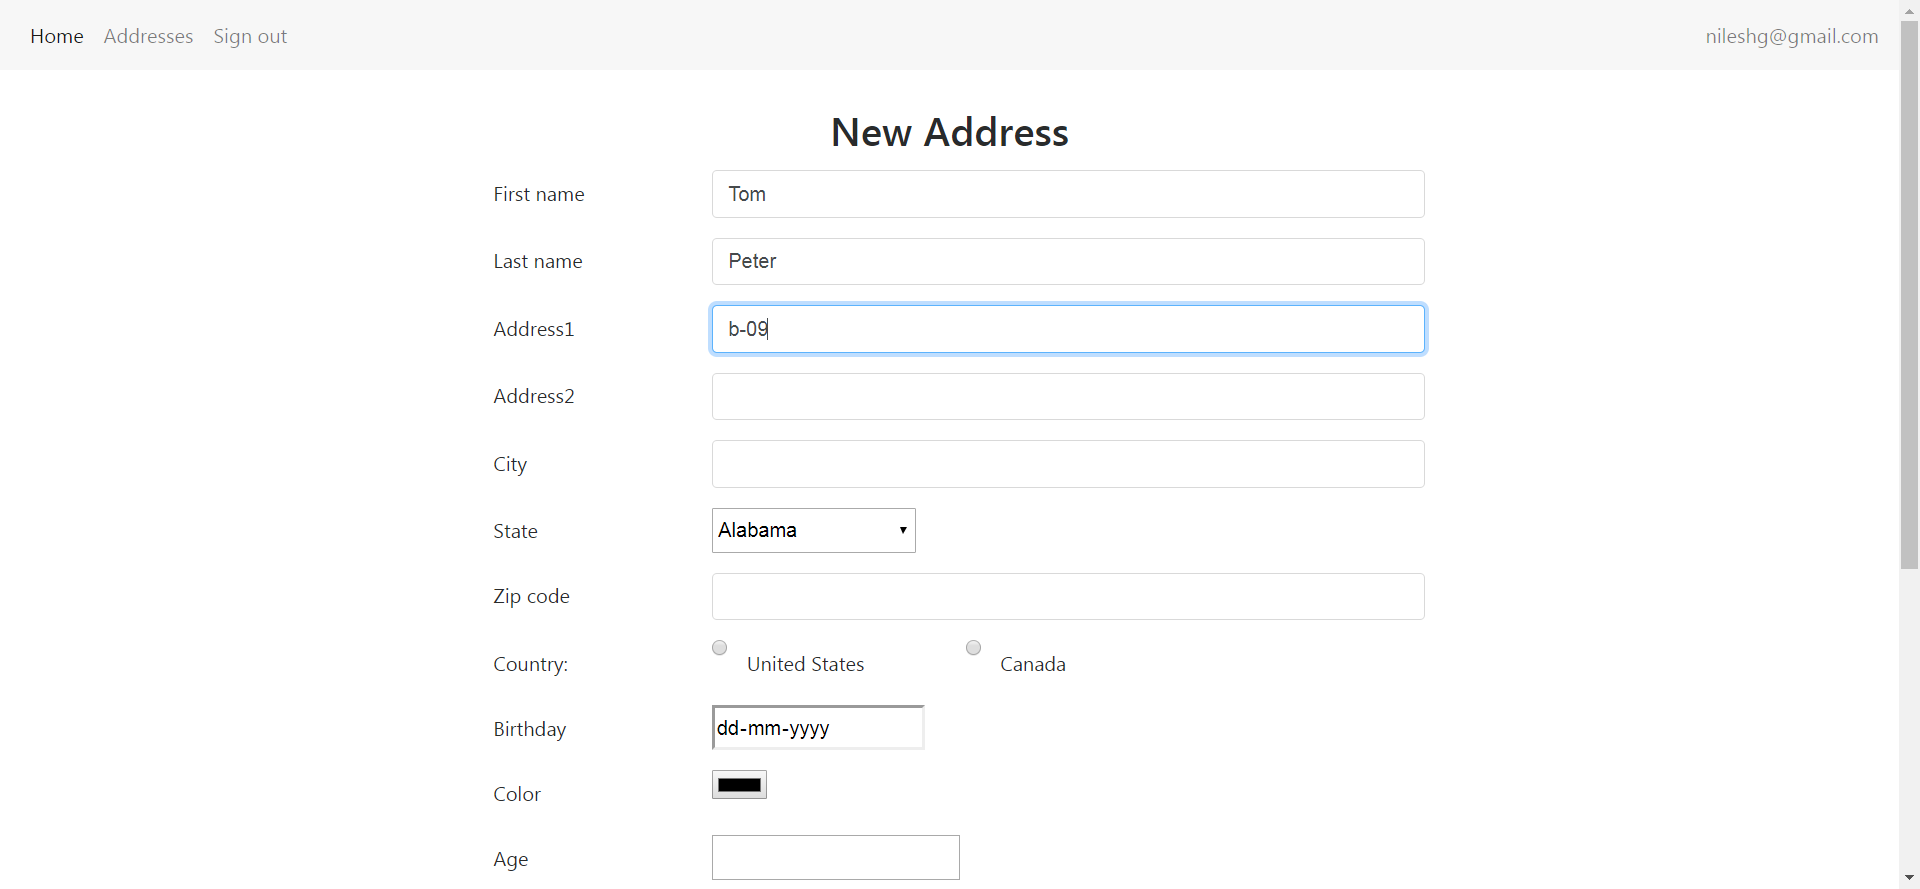 Home Addresses Sign out nileshg@gmail.com
New Address
First name Tom
Last name Peter
Address1 b-09
Address2
City
State Alabama
Zip code
Country: United States Canada
Birthday dd-mm-yyyy
Color
Age